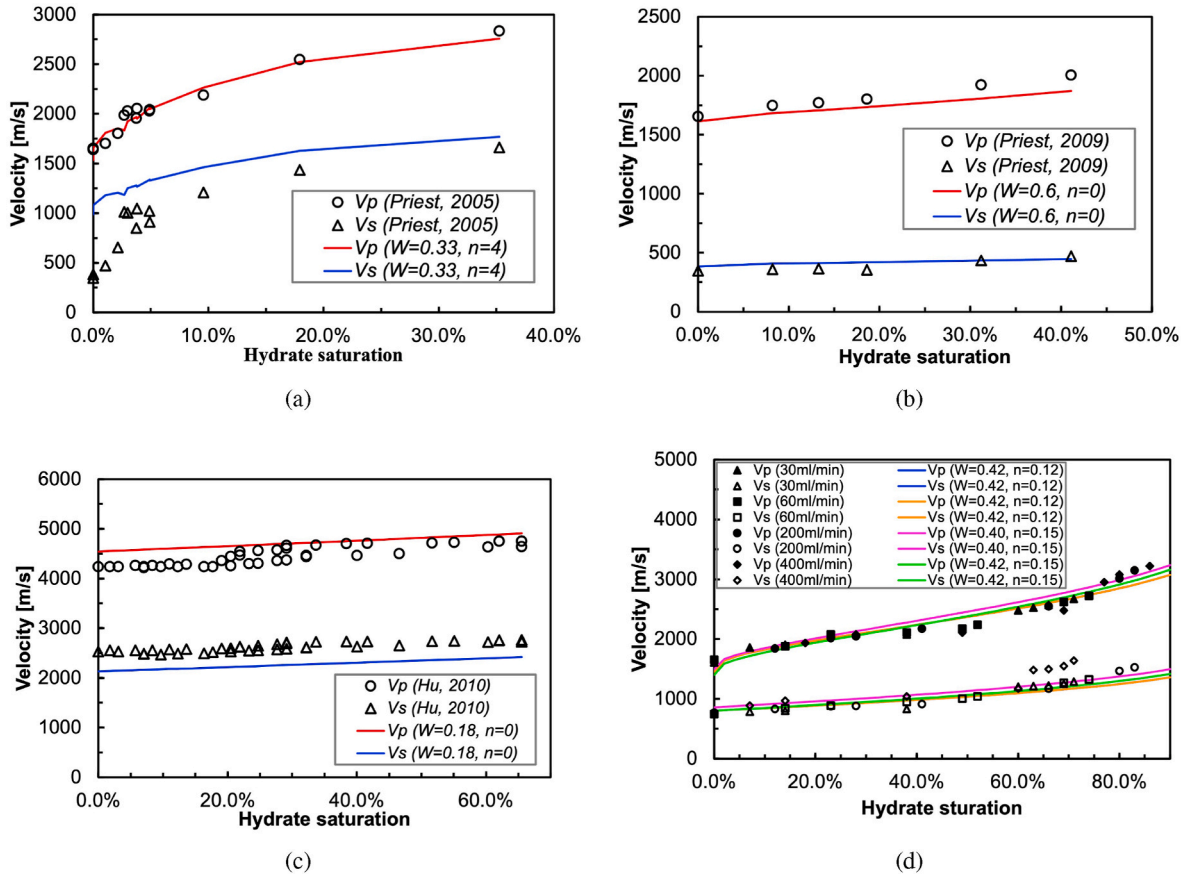 3000
2500
2000
1500
1000
500
0
Velocity [m/s]
Vp (Priest, 2005)
Vs (Priest, 2005)
Vp (W=0.33, n=4)
Vs (W=0.33, n=4)
0.0% 10.0% 20.0% 30.0% 40.0%
Hydrate saturation
(a)
2500
2000
1500
1000
500
0
Velocity [m/s]
Vp (Priest, 2009)
Vs (Priest, 2009)
Vp (W=0.6, n=0)
Vs (W=0.6, n=0)
0.0% 10.0% 20.0% 30.0% 40.0% 50.0%
Hydrate saturation
(b)
6000
5000
4000
3000
2000
1000
0
Velocity [m/s]
Vp (Hu, 2010)
Vs (Hu, 2010)
Vp (W=0.18, n=0)
Vs (W=0.18, n=0)
0.0% 20.0% 40.0% 60.0%
Hydrate saturation
(c)
5000
4000
3000
2000
1000
0
Velocity [m/s]
Vp (30ml/min) Vp (W=0.42, n=0.12)
Vs (30ml/min) Vs (W=0.42, n=0.12)
Vp (60ml/min) Vp (W=0.42, n=0.12)
Vs (60ml/min) Vs (W=0.42, n=0.12)
Vp (200ml/min) Vp (W=0.40, n=0.15)
Vs (200ml/min) Vs (W=0.40, n=0.15)
Vp (400ml/min) Vp (W=0.42, n=0.15)
Vs (400ml/min) Vs (W=0.42, n=0.15)
0.0% 20.0% 40.0% 60.0% 80.0%
Hydrate sturation
(d)